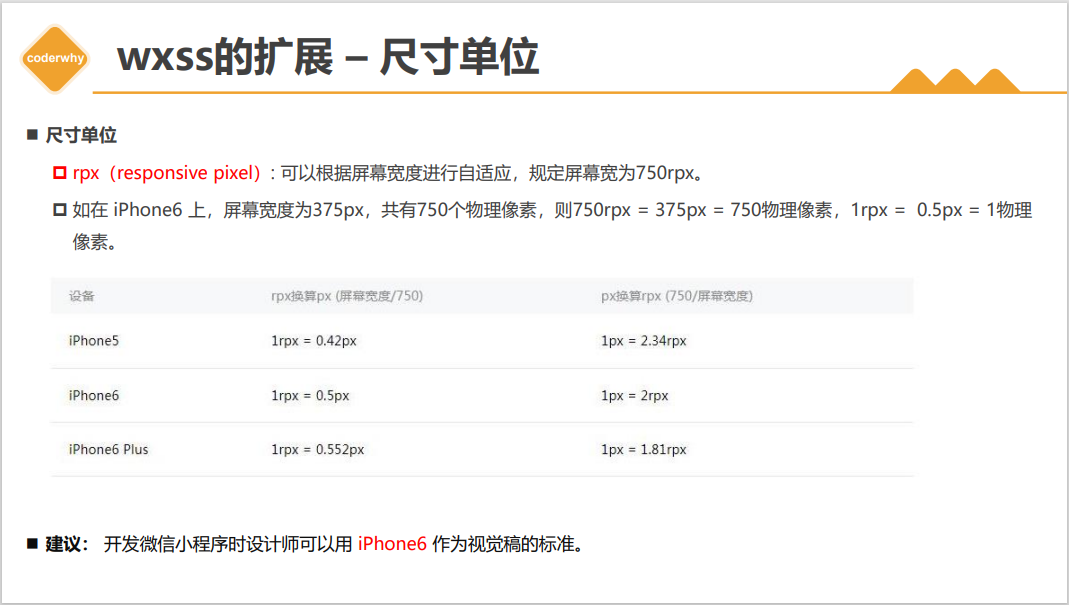 coderwhy
wxss的扩展 – 尺寸单位
尺寸单位
rpx（responsive pixel）: 可以根据屏幕宽度进行自适应，规定屏幕宽为750rpx。
如在 iPhone6 上，屏幕宽度为375px，共有750个物理像素，则750rpx = 375px = 750物理像素，1rpx = 0.5px = 1物理
像素。
设备 rpx换算px (屏幕宽度/750) px换算rpx (750/屏幕宽度)
iPhone5 1rpx = 0.42px 1px = 2.34rpx
iPhone6 1rpx = 0.5px 1px = 2rpx
iPhone6 Plus 1rpx = 0.552px 1px = 1.81rpx
建议： 开发微信小程序时设计师可以用 iPhone6 作为视觉稿的标准。